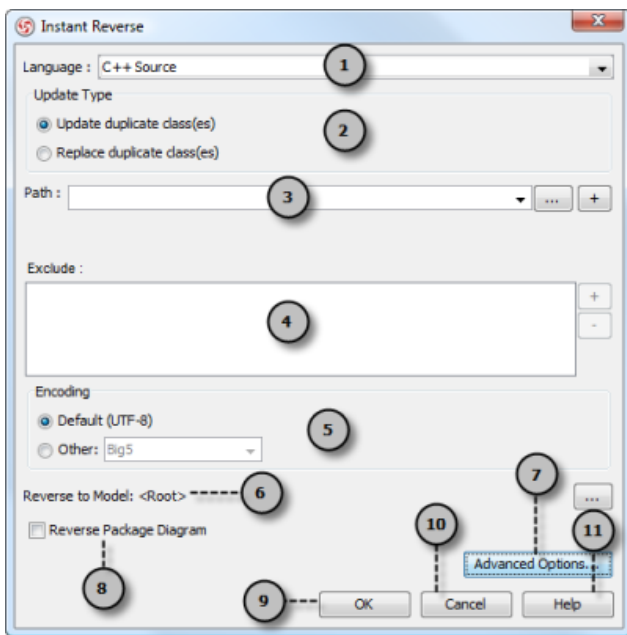 Instant Reverse
Language : C++ Source
1
Update Type
Update duplicate class(es)
2
Replace duplicate class(es)
Path :
3
...
+
Exclude :
+
4
-
Encoding
Default (UTF-8)
5
Other: Big5
7
Reverse to Model: <Root>
6
...
Reverse Package Diagram
10
11
Advanced Options...
8
9
OK
Cancel
Help